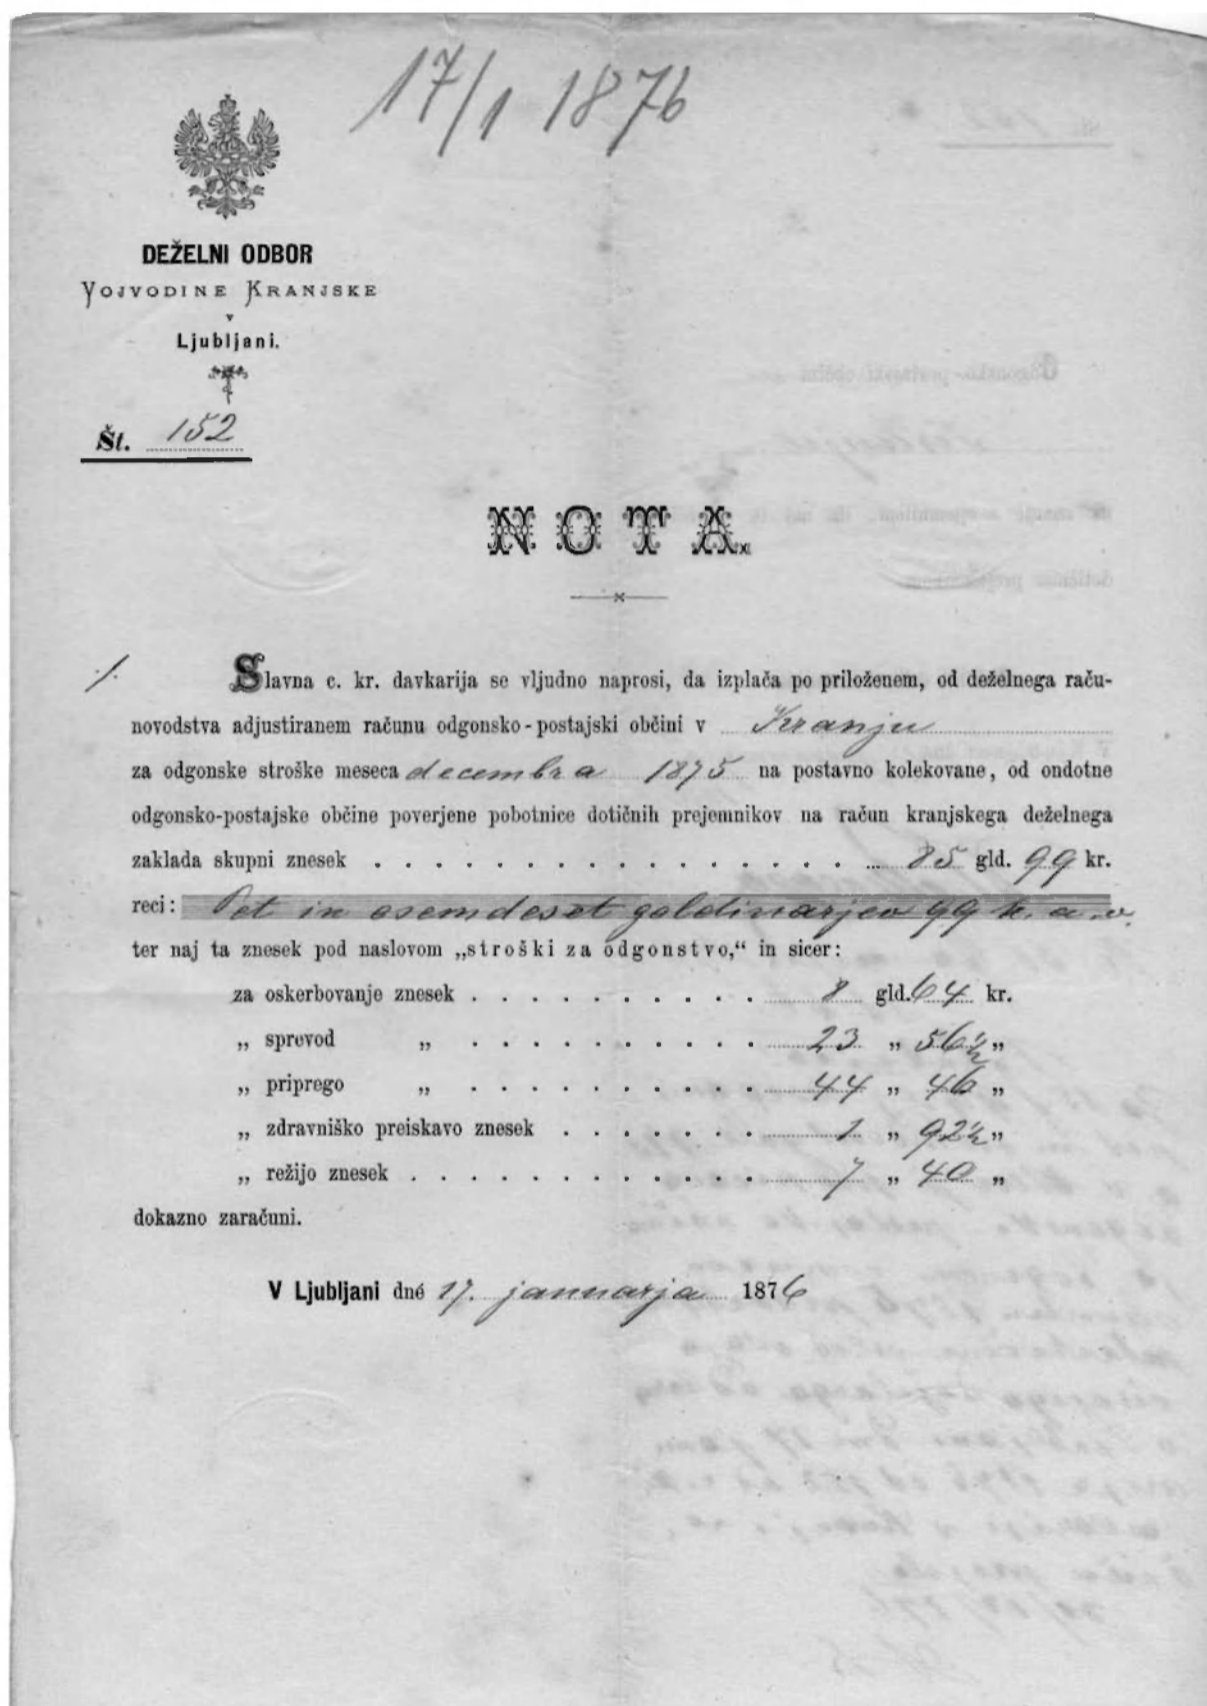 17/1 1876
DEŽELNI ODBOR
VOJVODINE KRANJSKE
v
Ljubljani.
Št. 152
NOTA.
·/.
Slavna c. kr. davkarija se vljudno naprosi, da izplača po priloženem, od deželnega raču-
novodstva adjustiranem računu odgonsko-postajski občini v Kranju
za odgonske stroške meseca decembra 1875 na postavno kolekovane, od ondotne
odgonsko-postajske občine poverjene pobotnice dotičnih prejemnikov na račun kranjskega deželnega
zaklada skupni znesek . . . . . . . . . . . . . . . . 85 gld. 99 kr.
reci: Pet in osemdeset goldinarjev 99 k. a. v.
ter naj ta znesek pod naslovom „stroški za odgonstvo,“ in sicer:
za oskerbovanje znesek . . . . . . . . . . 8 gld. 64 kr.
„ sprevod „ . . . . . . . . . . 23 „ 56½ „
„ priprego „ . . . . . . . . . . 44 „ 46 „
„ zdravniško preiskavo znesek . . . . . . . 1 „ 92½ „
„ režijo znesek . . . . . . . . . . . . 7 „ 40 „
dokazno zaračuni.
V Ljubljani dné 17. januarja 1876